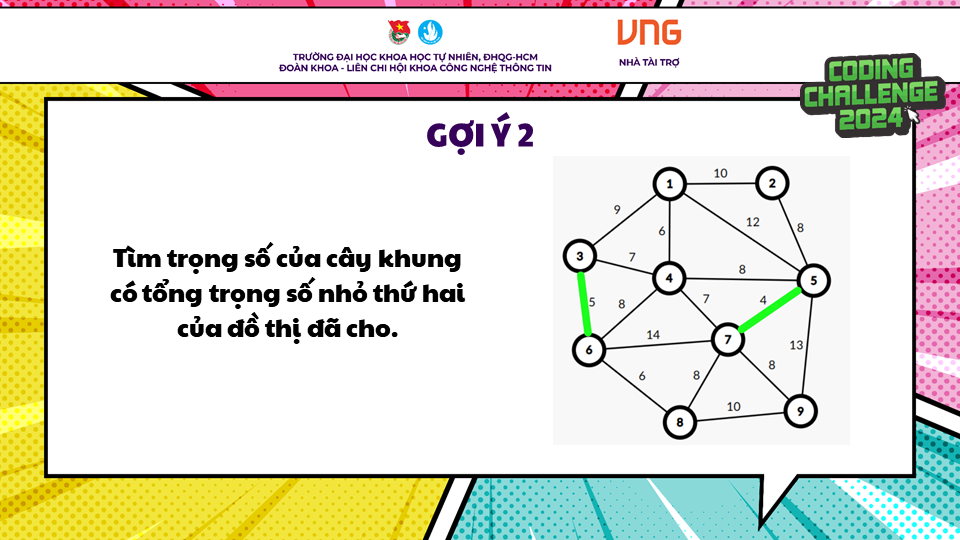 TRƯỜNG ĐẠI HỌC KHOA HỌC TỰ NHIÊN, ĐHQG-HCM
ĐOÀN KHOA - LIÊN CHI HỘI KHOA CÔNG NGHỆ THÔNG TIN
VNG
NHÀ TÀI TRỢ
CODING
CHALLENGE
2024
GỢI Ý 2
Tìm trọng số của cây khung
có tổng trọng số nhỏ thứ hai
của đồ thị đã cho.
10
1
2
9
6
12
8
3
7
4
8
5
5
8
7
4
14
7
13
6
6
8
8
10
9
8